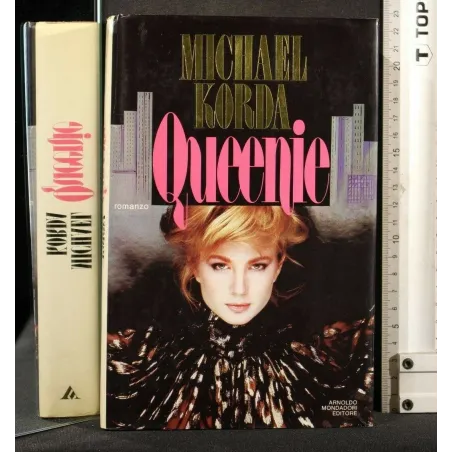 MICHAEL
KORDA
Queenie
romanzo
ARNOLDO
MONDADORI
EDITORE
MICHAEL
KORDA
Queenie
TOP